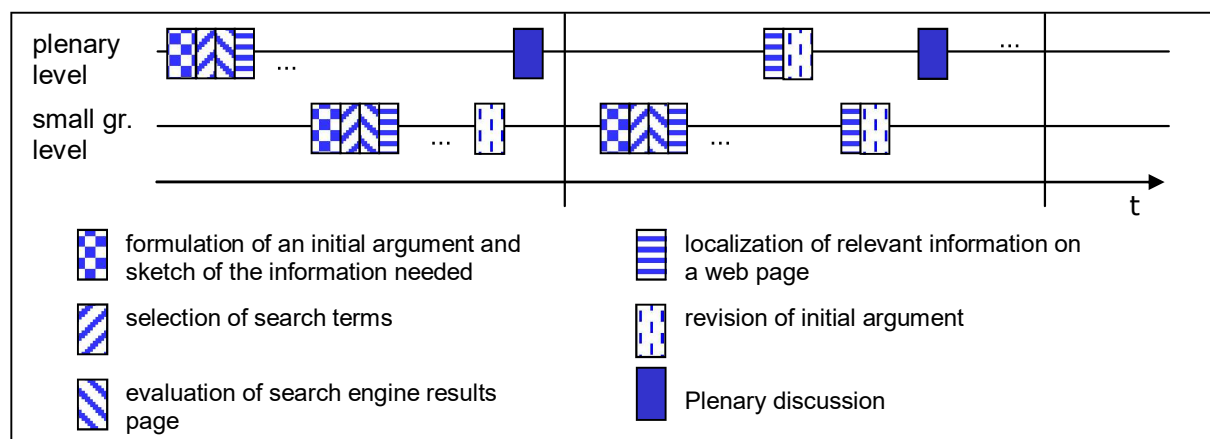 plenary
level
...
...
small gr.
level
...
...
t
formulation of an initial argument and
sketch of the information needed
localization of relevant information on
a web page
selection of search terms
revision of initial argument
evaluation of search engine results
page
Plenary discussion